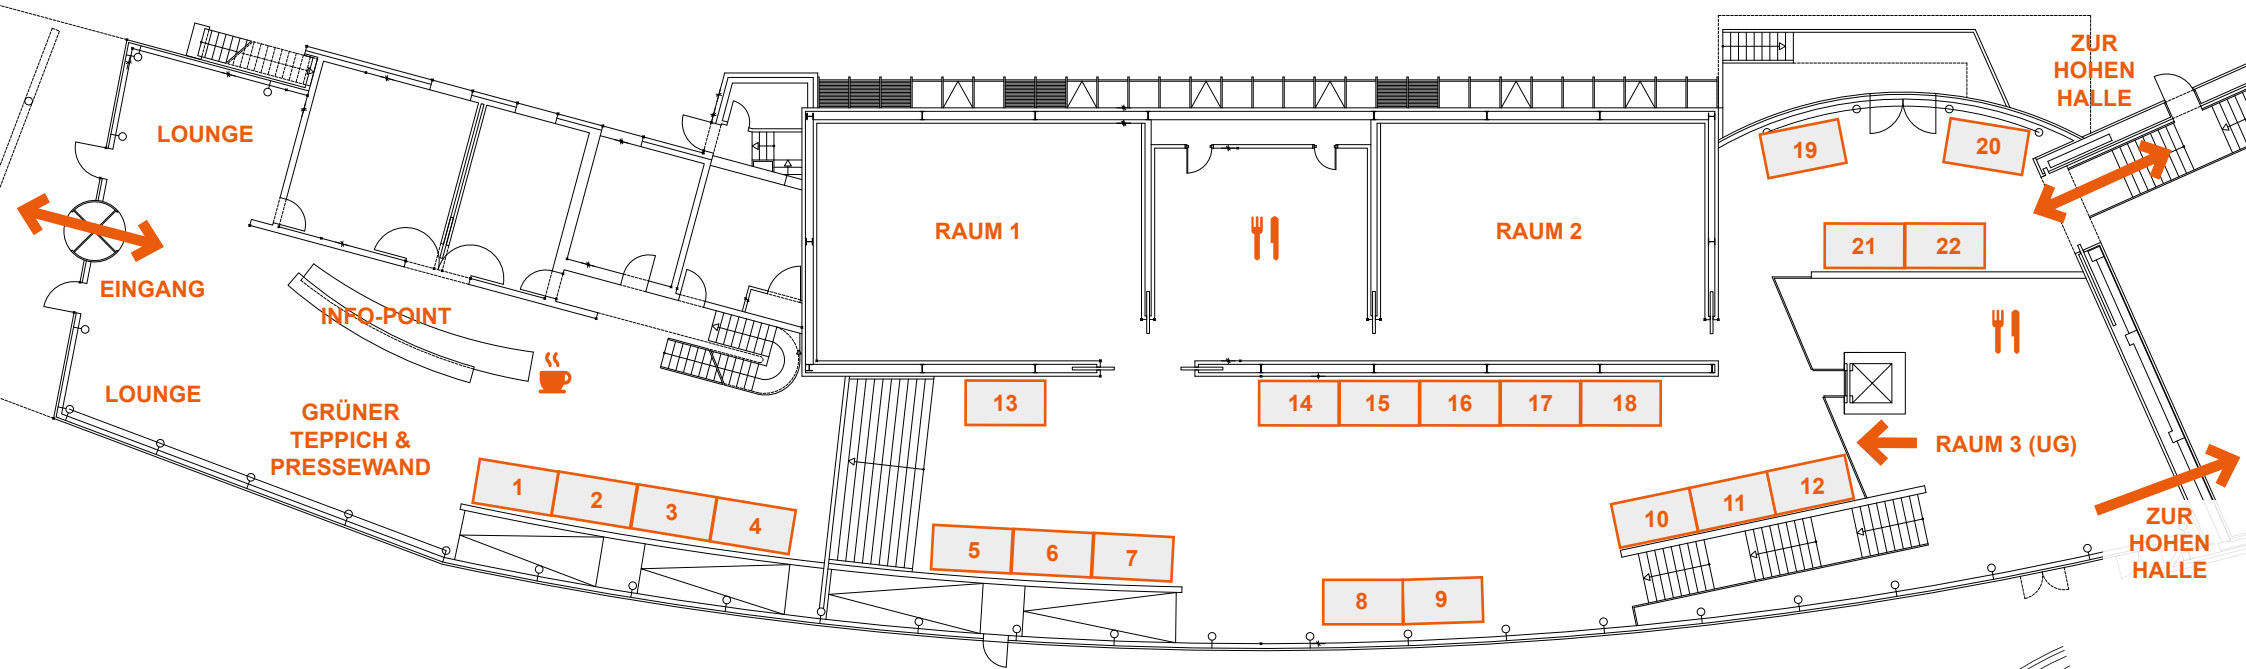 LOUNGE
EINGANG
INFO-POINT
LOUNGE
GRÜNER
TEPPICH &
PRESSEWAND
1
2
3
4
RAUM 1
RAUM 2
13
14
15
16
17
18
5
6
7
8
9
10
11
12
19
20
21
22
ZUR
HOHEN
HALLE
RAUM 3 (UG)
ZUR
HOHEN
HALLE